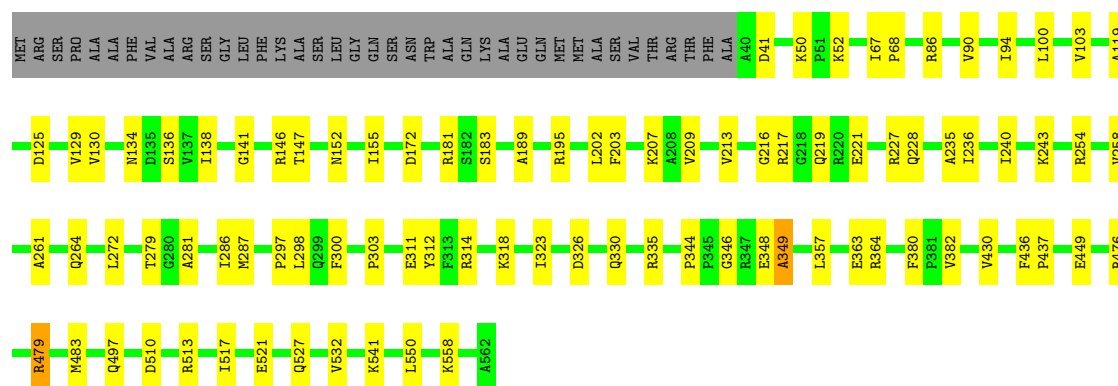 MET ARG SER PRO ALA ALA PHE VAL ALA ARG SER GLY LEU PHE LYS ALA SER LEU GLY GLN SER ASN TRP ALA GLN LYS ALA GLU GLN MET MET ALA SER VAL THR ARG THR PHE ALA A40 D41 K50 P51 K52 I67 P68 R86 V90 I94 L100 V103 A119
D125 V129 V130 N134 D135 S136 V137 I138 G141 R146 T147 N152 I155 D172 R181 S182 S183 A189 R195 L202 F203 K207 A208 V209 V213 G216 R217 G218 Q219 R220 E221 R227 Q228 A235 I236 I240 K243 R254 V258
A261 Q264 L272 T279 G280 A281 I286 M287 P297 L298 Q299 F300 P303 E311 Y312 F313 R314 K318 I323 D326 Q330 R335 P344 P345 G346 R347 E348 A349 L357 E363 R364 F380 P381 V382 V430 F436 P437 E449
R479 M483 Q497 D510 R513 I517 E521 Q527 V532 K541 L550 K558 A562